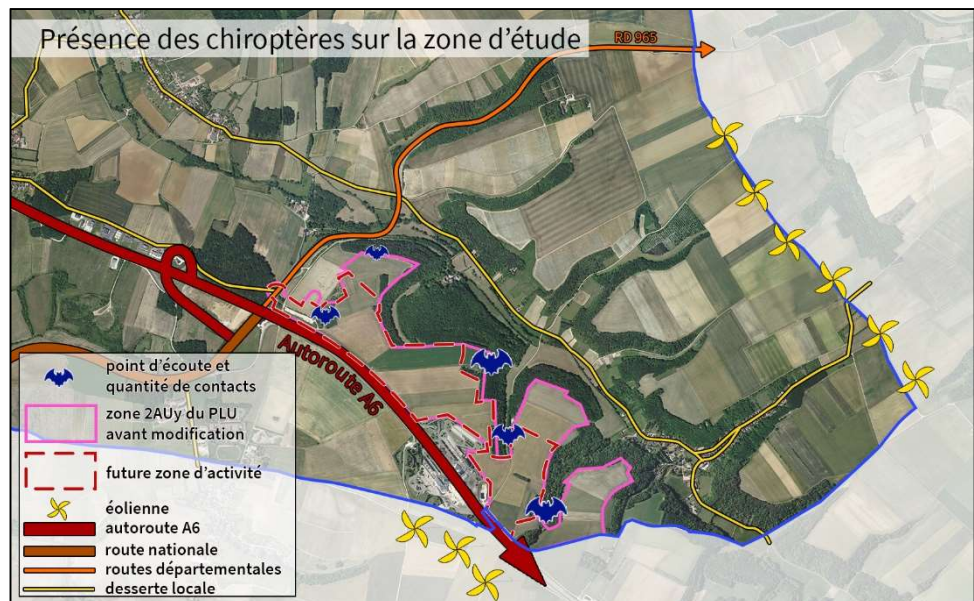 Présence des chiroptères sur la zone d'étude
RD 965
Autoroute A6
point d'écoute et
quantité de contacts
zone 2AUy du PLU
avant modification
future zone d'activité
éolienne
autoroute A6
route nationale
routes départementales
desserte locale